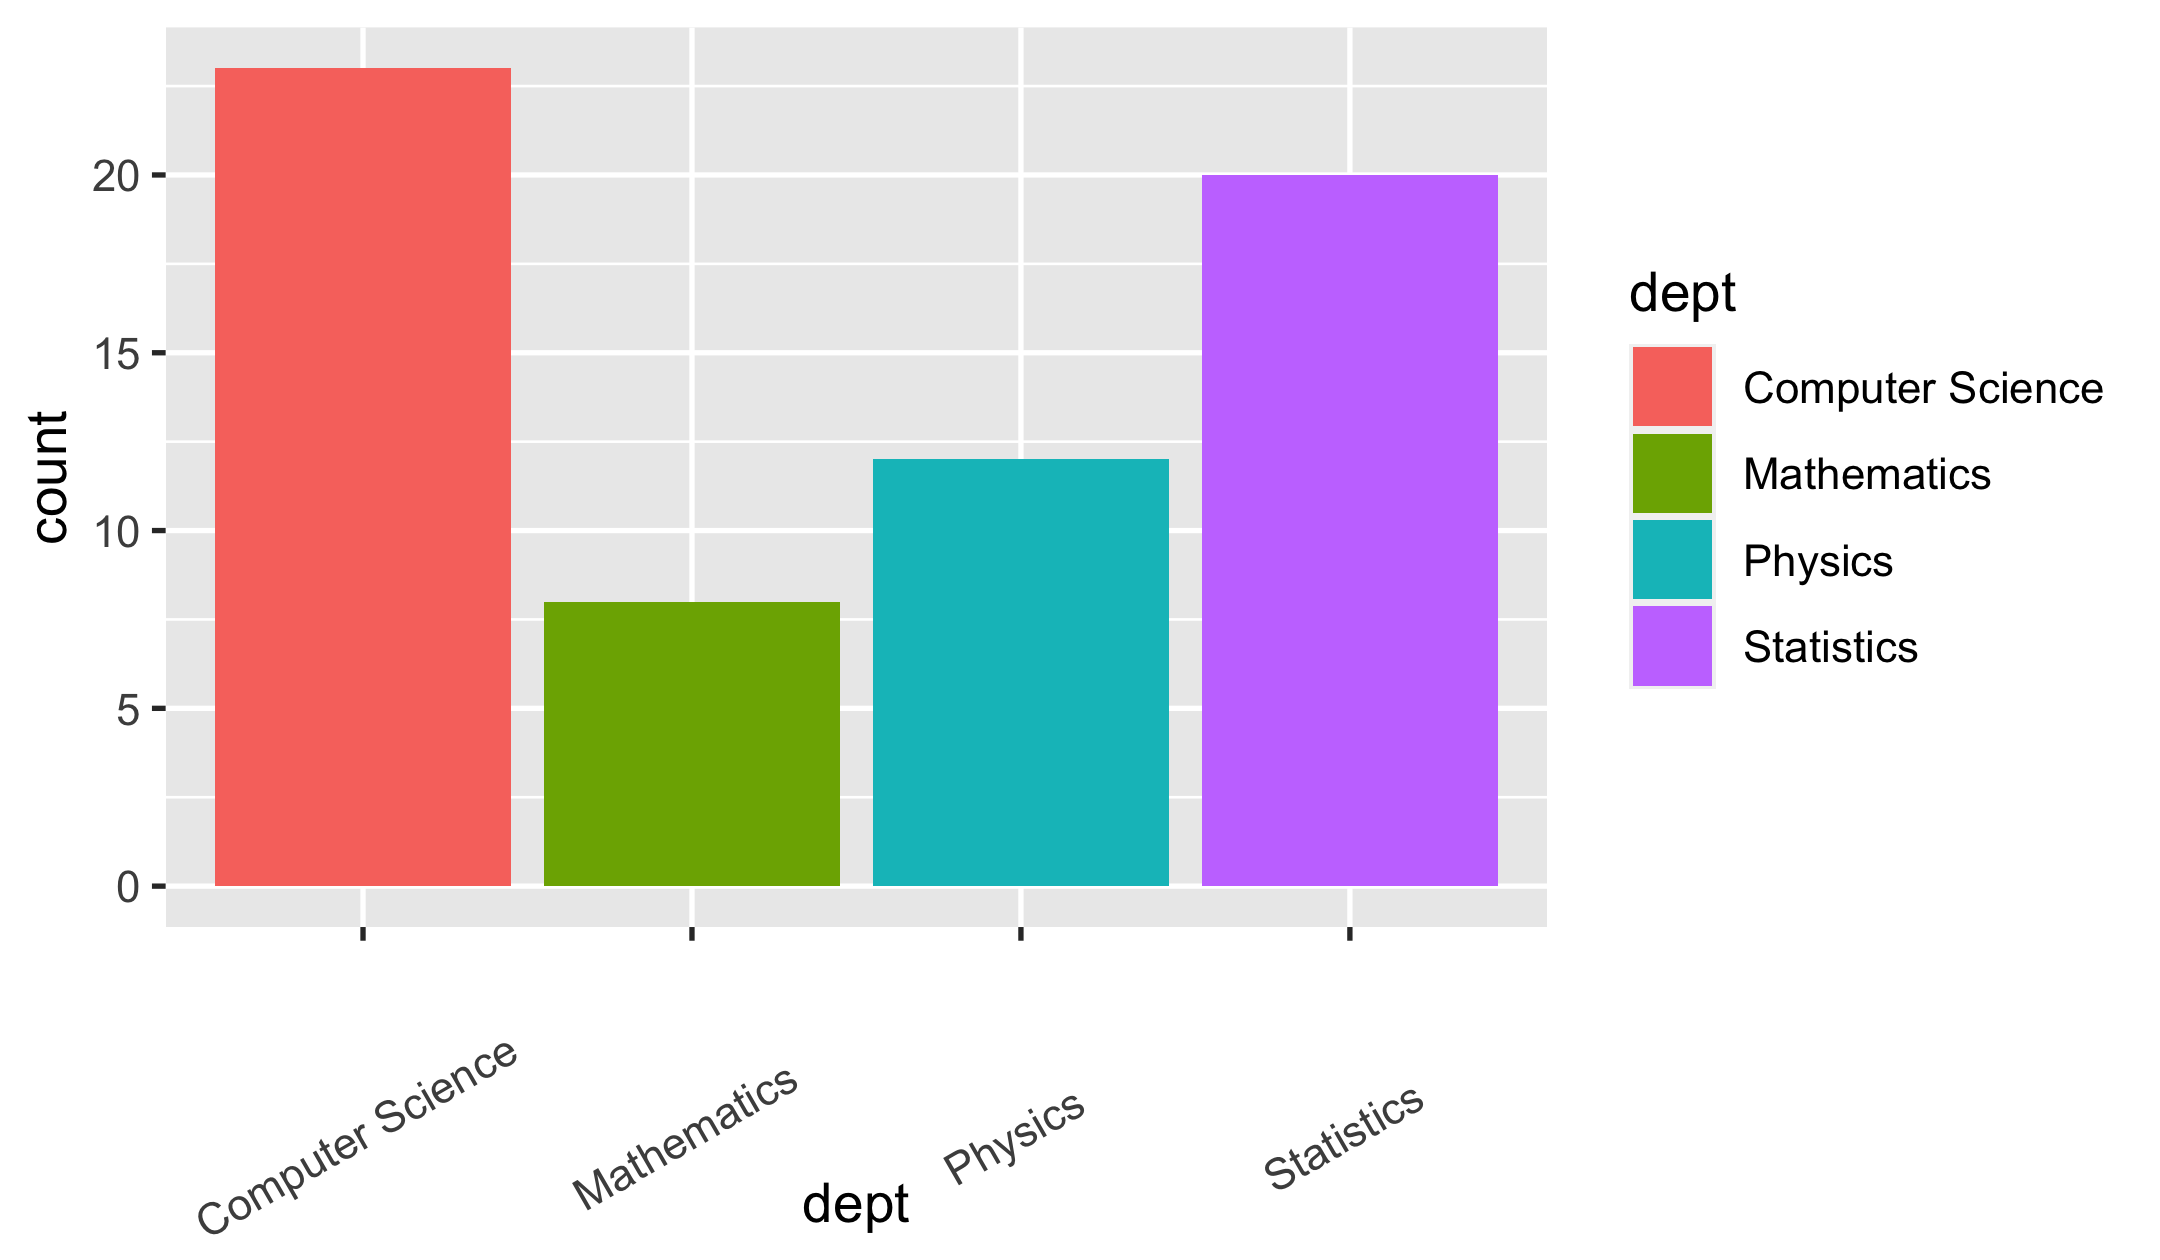 count
20
15
10
5
0
Computer Science
Mathematics
Physics
Statistics
dept
dept
Computer Science
Mathematics
Physics
Statistics